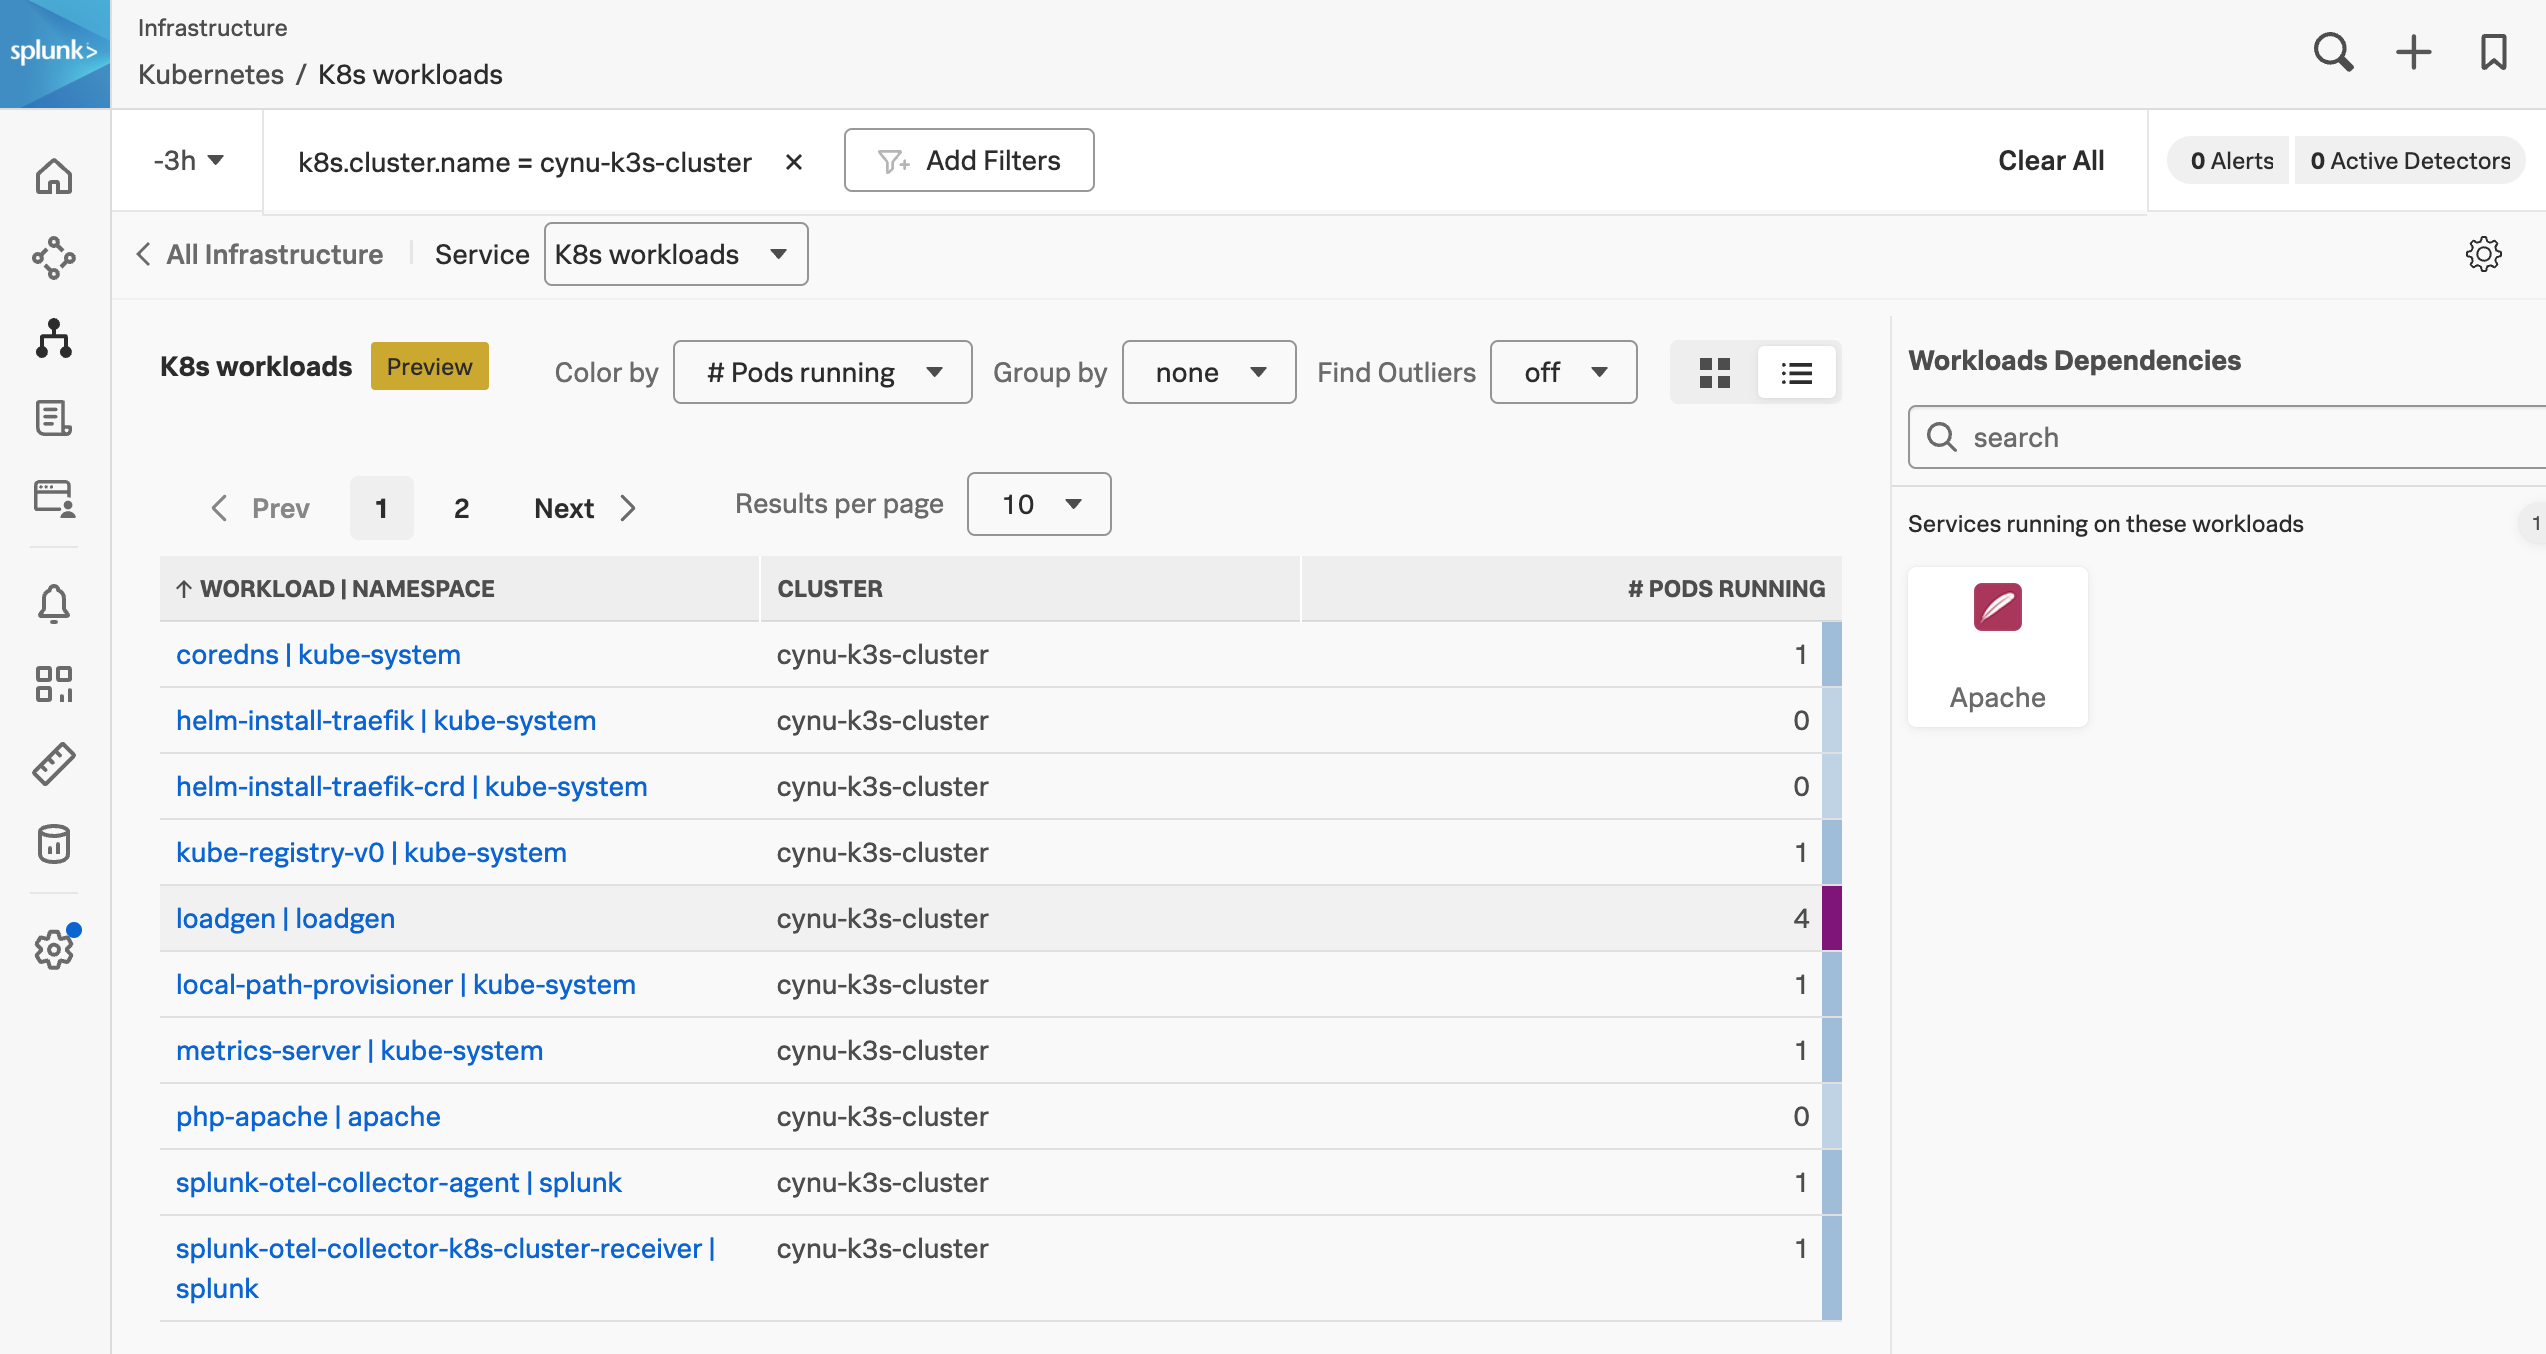 splunk>
Infrastructure
Kubernetes / K8s workloads
-3h
k8s.cluster.name = cynu-k3s-cluster ×
Add Filters
Clear All
0 Alerts
0 Active Detectors
All Infrastructure
Service
K8s workloads
K8s workloads
Preview
Color by
# Pods running
Group by
none
Find Outliers
off
Prev
1
2
Next
Results per page
10
WORKLOAD | NAMESPACE CLUSTER # PODS RUNNING
coredns | kube-system cynu-k3s-cluster 1
helm-install-traefik | kube-system cynu-k3s-cluster 0
helm-install-traefik-crd | kube-system cynu-k3s-cluster 0
kube-registry-v0 | kube-system cynu-k3s-cluster 1
loadgen | loadgen cynu-k3s-cluster 4
local-path-provisioner | kube-system cynu-k3s-cluster 1
metrics-server | kube-system cynu-k3s-cluster 1
php-apache | apache cynu-k3s-cluster 0
splunk-otel-collector-agent | splunk cynu-k3s-cluster 1
splunk-otel-collector-k8s-cluster-receiver | cynu-k3s-cluster 1
splunk
Workloads Dependencies
search
Services running on these workloads
1
Apache